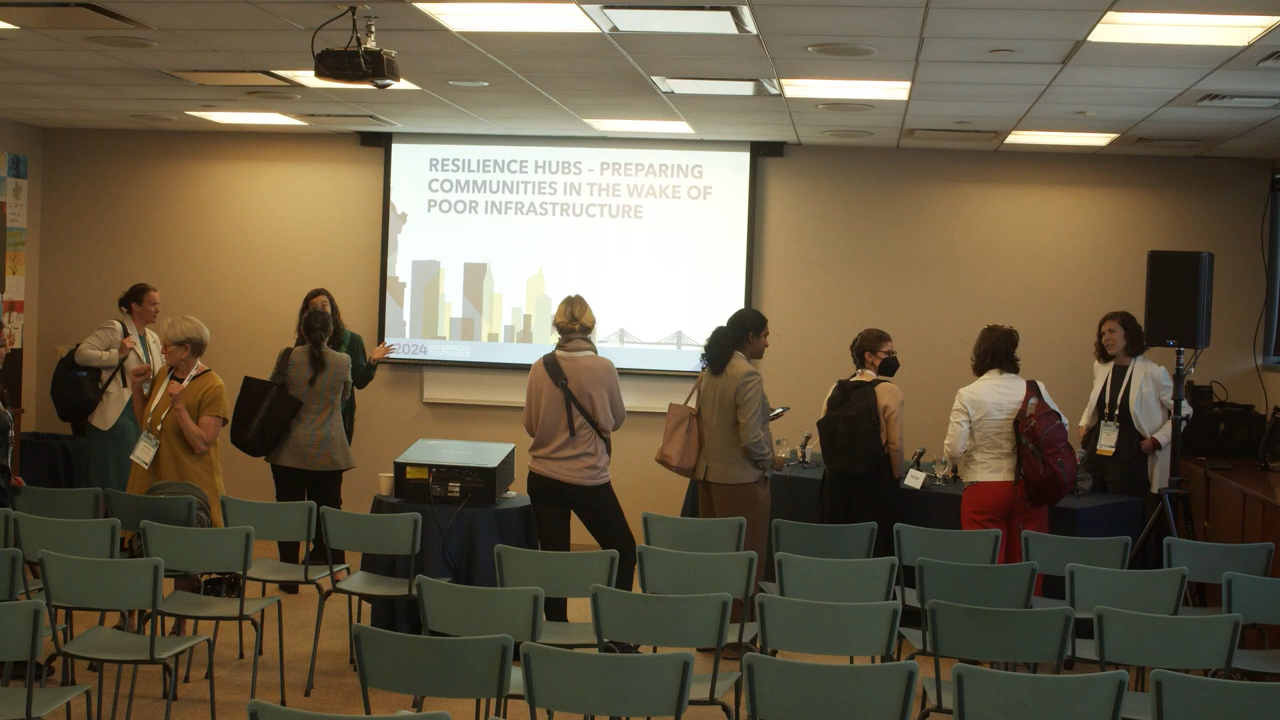 RESILIENCE HUBS – PREPARING
COMMUNITIES IN THE WAKE OF
POOR INFRASTRUCTURE
2024